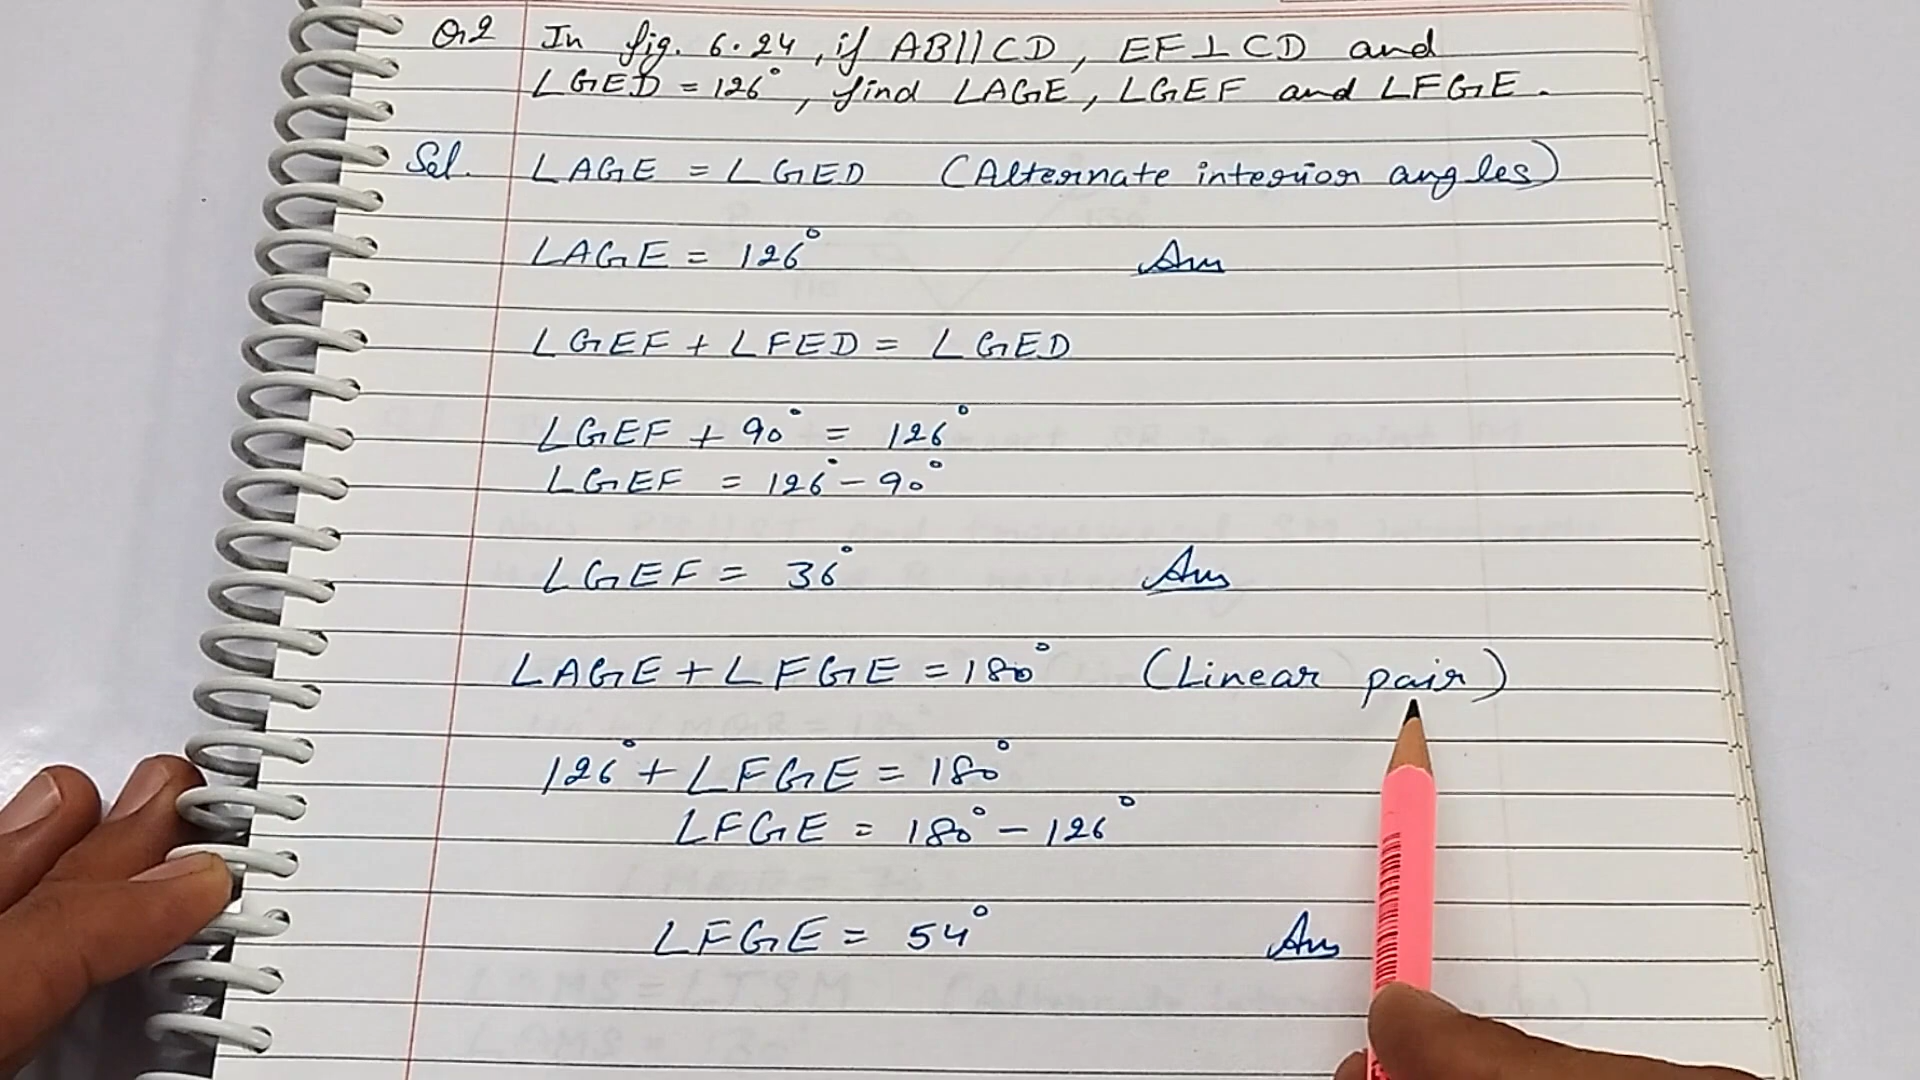 Q.2 In fig. 6.24, if AB||CD, EF⊥CD and
∠GED = 126°, find ∠AGE, ∠GEF and ∠FGE.
Sol. ∠AGE = ∠GED (Alternate interior angles)
∠AGE = 126° Ans
∠GEF + ∠FED = ∠GED
∠GEF + 90° = 126°
∠GEF = 126° - 90°
∠GEF = 36° Ans
∠AGE + ∠FGE = 180° (Linear pair)
126° + ∠FGE = 180°
∠FGE = 180° - 126°
∠FGE = 54° Ans